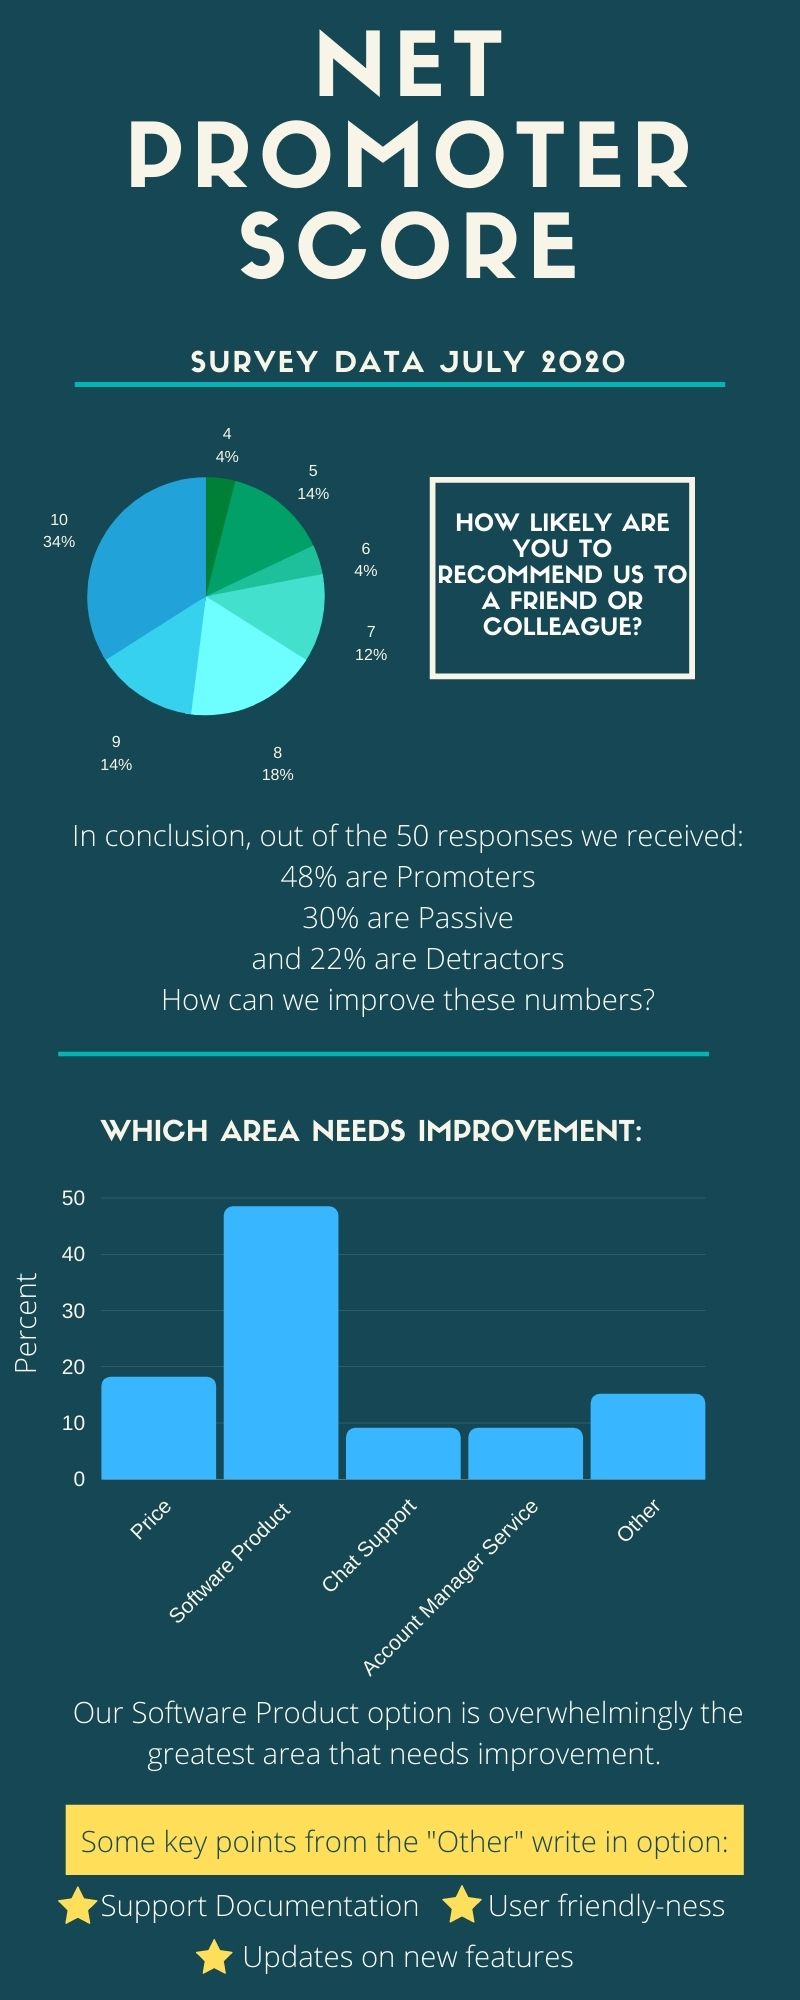 NET
PROMOTER
SCORE
SURVEY DATA JULY 2020
4
4%
5
14%
10
34%
6
4%
7
12%
9
14%
8
18%
HOW LIKELY ARE
YOU TO
RECOMMEND US TO
A FRIEND OR
COLLEAGUE?
In conclusion, out of the 50 responses we received:
48% are Promoters
30% are Passive
and 22% are Detractors
How can we improve these numbers?
WHICH AREA NEEDS IMPROVEMENT:
Percent
50
40
30
20
10
0
Price
Software Product
Chat Support
Account Manager Service
Other
Our Software Product option is overwhelmingly the
greatest area that needs improvement.
Some key points from the "Other" write in option:
Support Documentation
User friendly-ness
Updates on new features